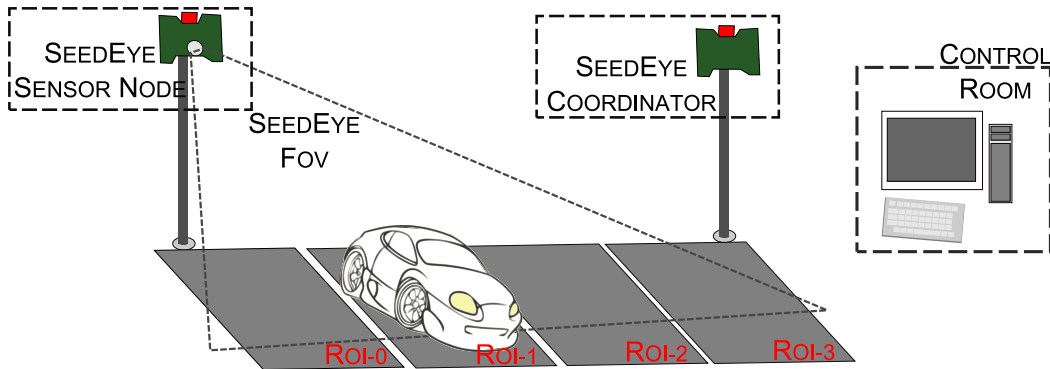 SEEDEYE
SENSOR NODE
SEEDEYE
FOV
SEEDEYE
COORDINATOR
CONTROL
ROOM
ROI-0
ROI-1
ROI-2
ROI-3